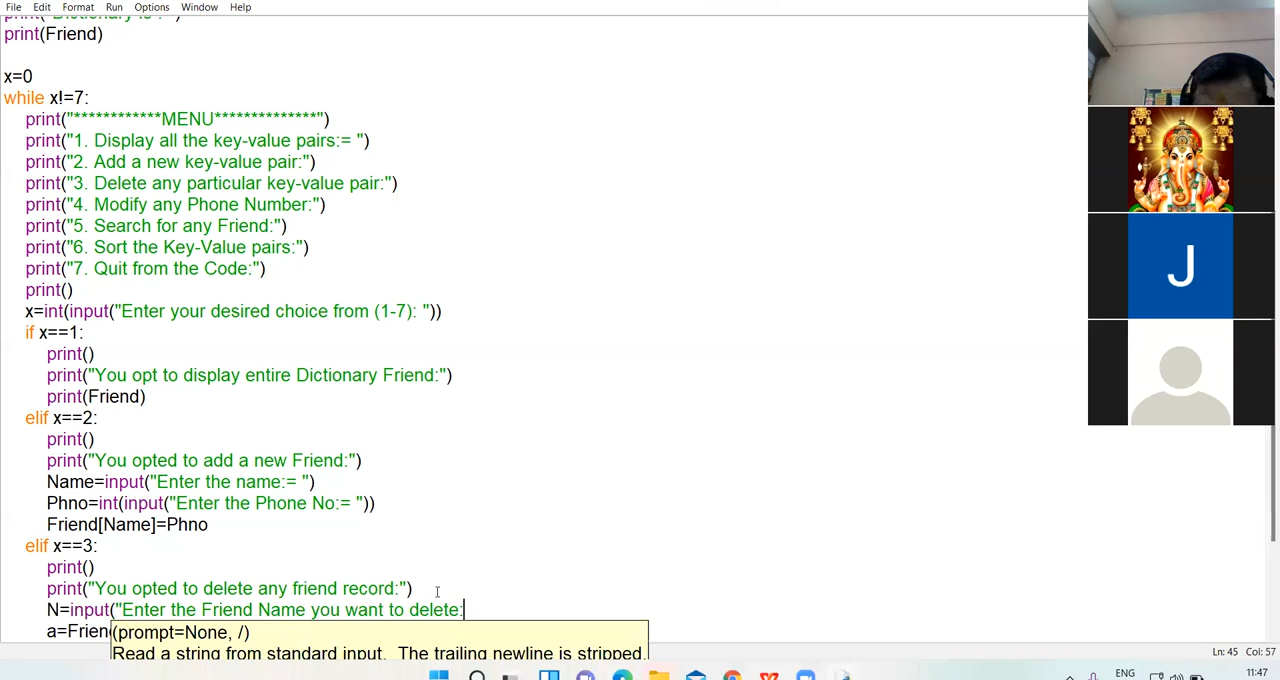 File Edit Format Run Options Window Help
print("Dictionary is : ")
print(Friend)
x=0
while x!=7:
print("************MENU**************")
print("1. Display all the key-value pairs:= ")
print("2. Add a new key-value pair:")
print("3. Delete any particular key-value pair:")
print("4. Modify any Phone Number:")
print("5. Search for any Friend:")
print("6. Sort the Key-Value pairs:")
print("7. Quit from the Code:")
print()
x=int(input("Enter your desired choice from (1-7): "))
if x==1:
print()
print("You opt to display entire Dictionary Friend:")
print(Friend)
elif x==2:
print()
print("You opted to add a new Friend:")
Name=input("Enter the name:= ")
Phno=int(input("Enter the Phone No:= "))
Friend[Name]=Phno
elif x==3:
print()
print("You opted to delete any friend record:")
N=input("Enter the Friend Name you want to delete:
a=Frien
(prompt=None, /)
Read a string from standard input. The trailing newline is stripped.
J
Ln: 45 Col: 57
ENG
11:47